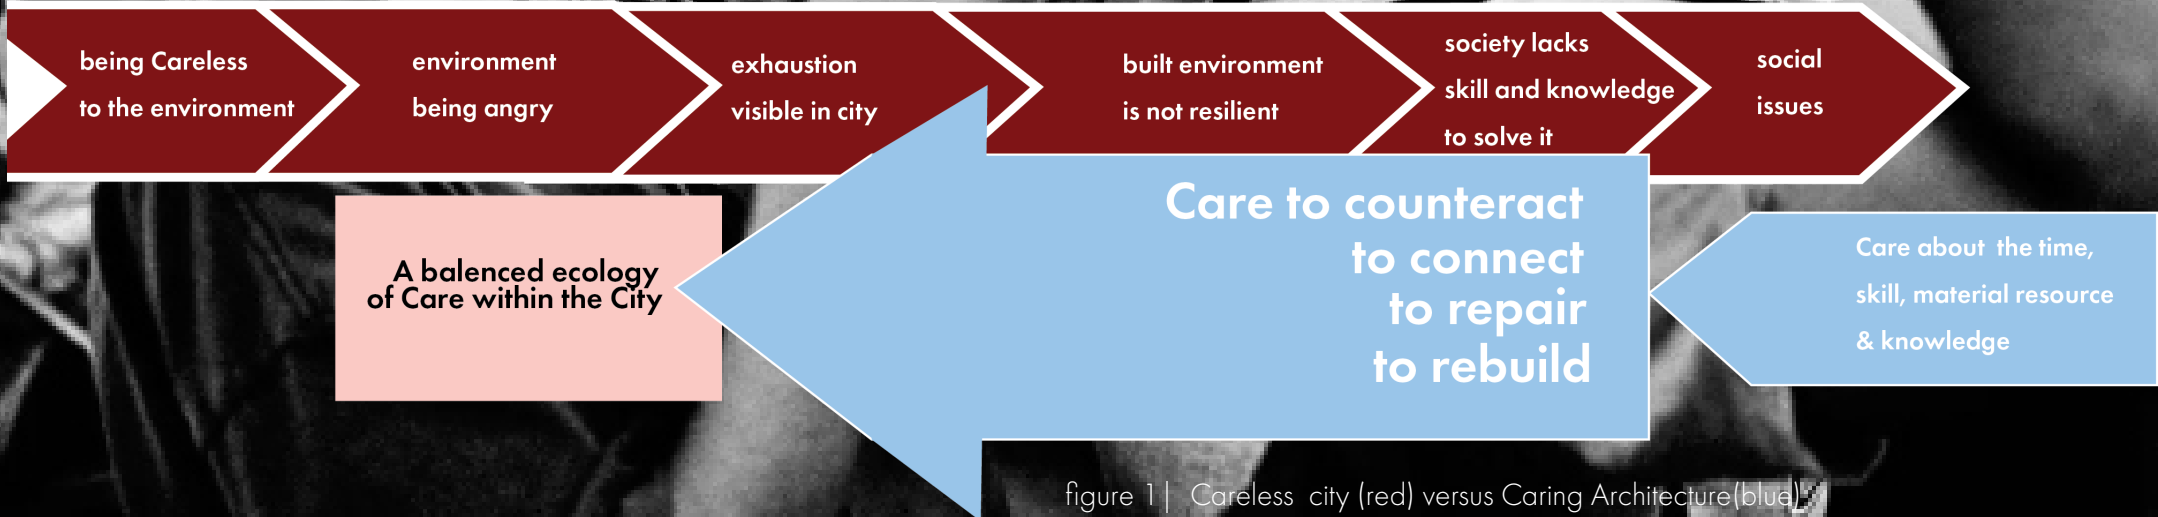 being Careless
to the environment
environment
being angry
exhaustion
visible in city
built environment
is not resilient
society lacks
skill and knowledge
to solve it
social
issues
Care to counteract
to connect
to repair
to rebuild
Care about the time,
skill, material resource
& knowledge
A balenced ecology
of Care within the City
figure 1| Careless city (red) versus Caring Architecture(blue)